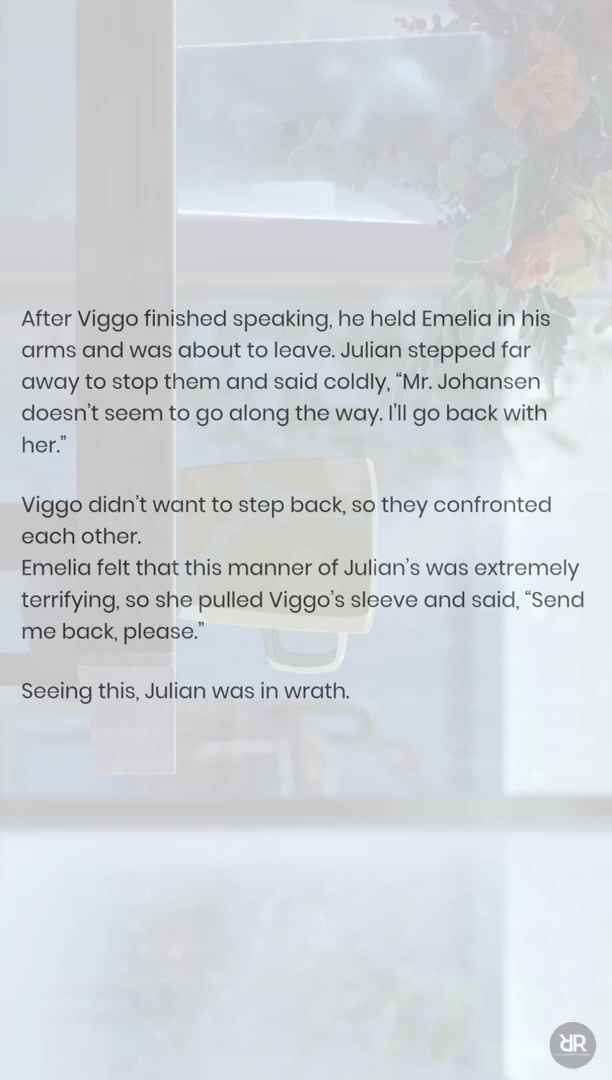 After Viggo finished speaking, he held Emelia in his
arms and was about to leave. Julian stepped far
away to stop them and said coldly, “Mr. Johansen
doesn’t seem to go along the way. I’ll go back with
her.”
Viggo didn’t want to step back, so they confronted
each other.
Emelia felt that this manner of Julian’s was extremely
terrifying, so she pulled Viggo’s sleeve and said, “Send
me back, please.”
Seeing this, Julian was in wrath.